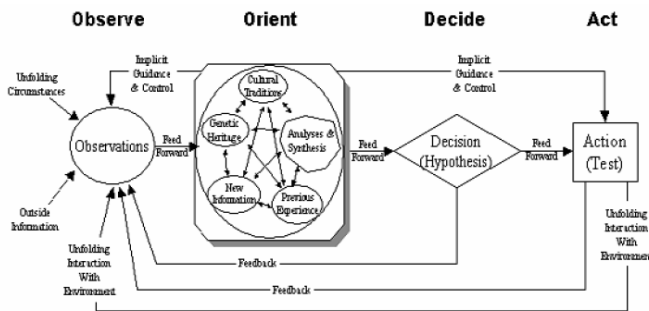 Observe
Orient
Decide
Act
Implicit
Guidance
& Control
Implicit
Guidance
& Control
Unfolding
Circumstances
Observations
Feed
Forward
Cultural
Traditions
Genetic
Heritage
Analyses &
Synthesis
New
Information
Previous
Experience
Feed
Forward
Decision
(Hypothesis)
Feed
Forward
Action
(Test)
Outside
Information
Unfolding
Interaction
With
Environment
Feedback
Feedback
Unfolding
Interaction
With
Environment